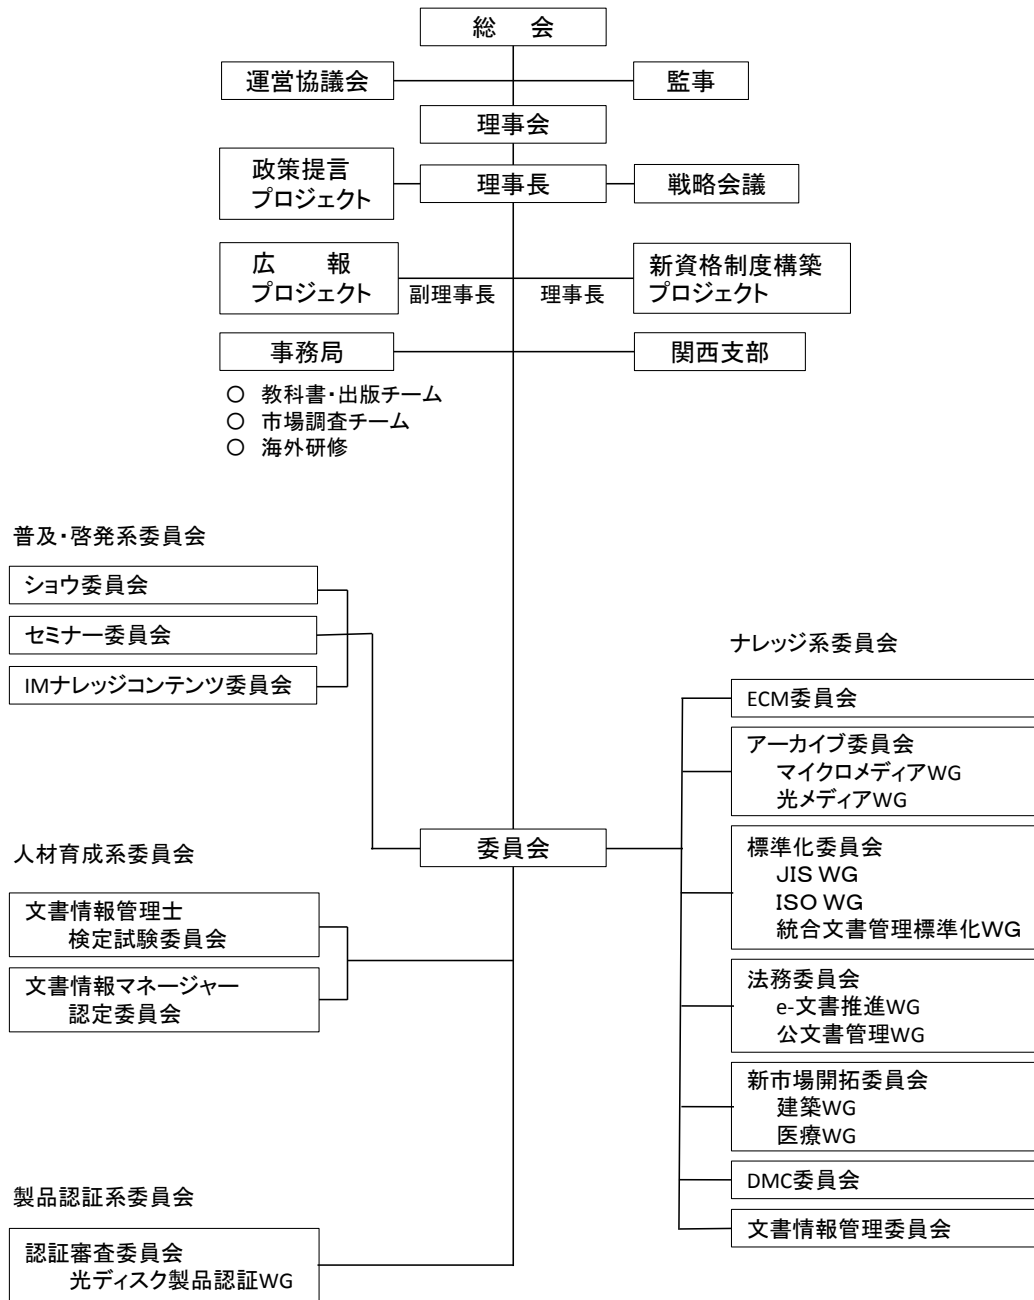 総　会
運営協議会
監事
理事会
政策提言
プロジェクト
理事長
戦略会議
広　報
プロジェクト
副理事長
理事長
新資格制度構築
プロジェクト
事務局
関西支部
○ 教科書・出版チーム
○ 市場調査チーム
○ 海外研修
普及・啓発系委員会
ショウ委員会
セミナー委員会
IMナレッジコンテンツ委員会
ナレッジ系委員会
ECM委員会
アーカイブ委員会
マイクロメディアWG
光メディアWG
委員会
標準化委員会
JIS WG
ISO WG
統合文書管理標準化WG
人材育成系委員会
文書情報管理士
検定試験委員会
文書情報マネージャー
認定委員会
法務委員会
e-文書推進WG
公文書管理WG
新市場開拓委員会
建築WG
医療WG
DMC委員会
文書情報管理委員会
製品認証系委員会
認証審査委員会
光ディスク製品認証WG